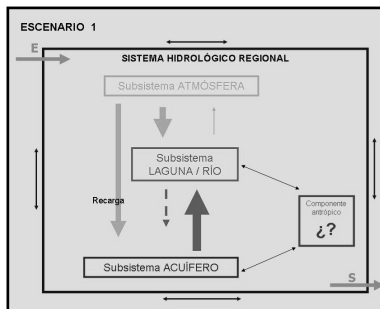 ESCENARIO 1
E
SISTEMA HIDROLÓGICO REGIONAL
Subsistema ATMÓSFERA
Subsistema
LAGUNA / RÍO
Recarga
Componente
antrópico
¿?
Subsistema ACUÍFERO
S